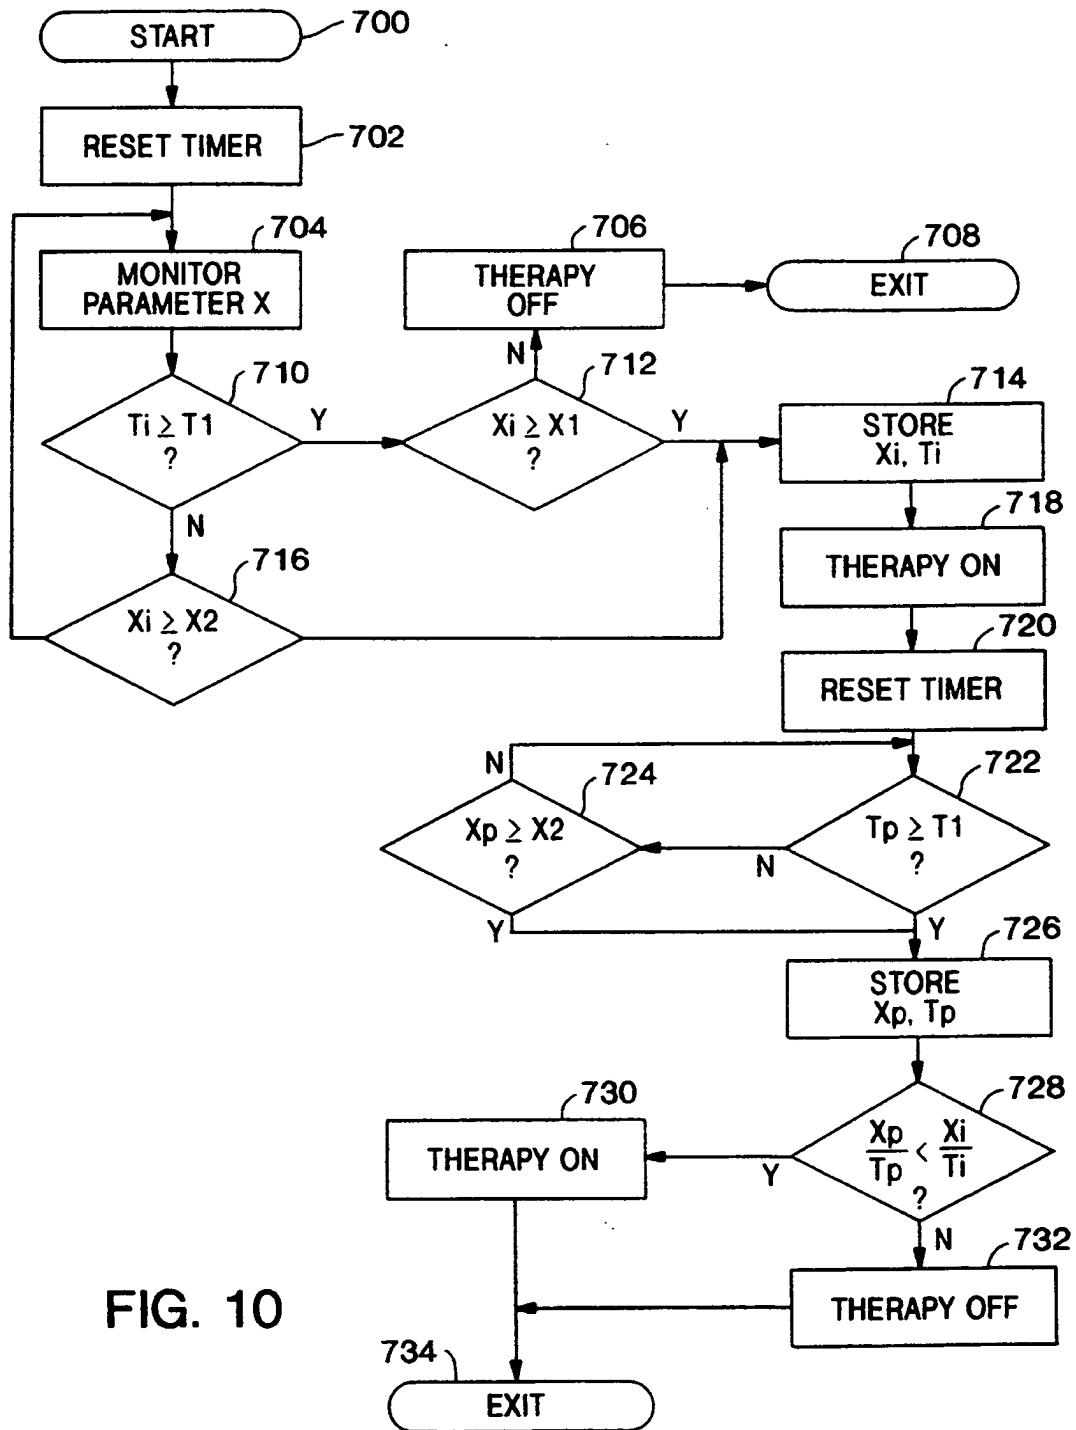 START
700
RESET TIMER
702
704
MONITOR
PARAMETER X
706
THERAPY
OFF
708
EXIT
710
Ti ≥ T1
?
Y
N
712
Xi ≥ X1
?
N
Y
714
STORE
Xi, Ti
716
Xi ≥ X2
?
718
THERAPY ON
720
RESET TIMER
722
Tp ≥ T1
?
N
Y
724
Xp ≥ X2
?
N
Y
726
STORE
Xp, Tp
728
Xp/Tp < Xi/Ti
?
Y
N
730
THERAPY ON
732
THERAPY OFF
FIG. 10
734
EXIT